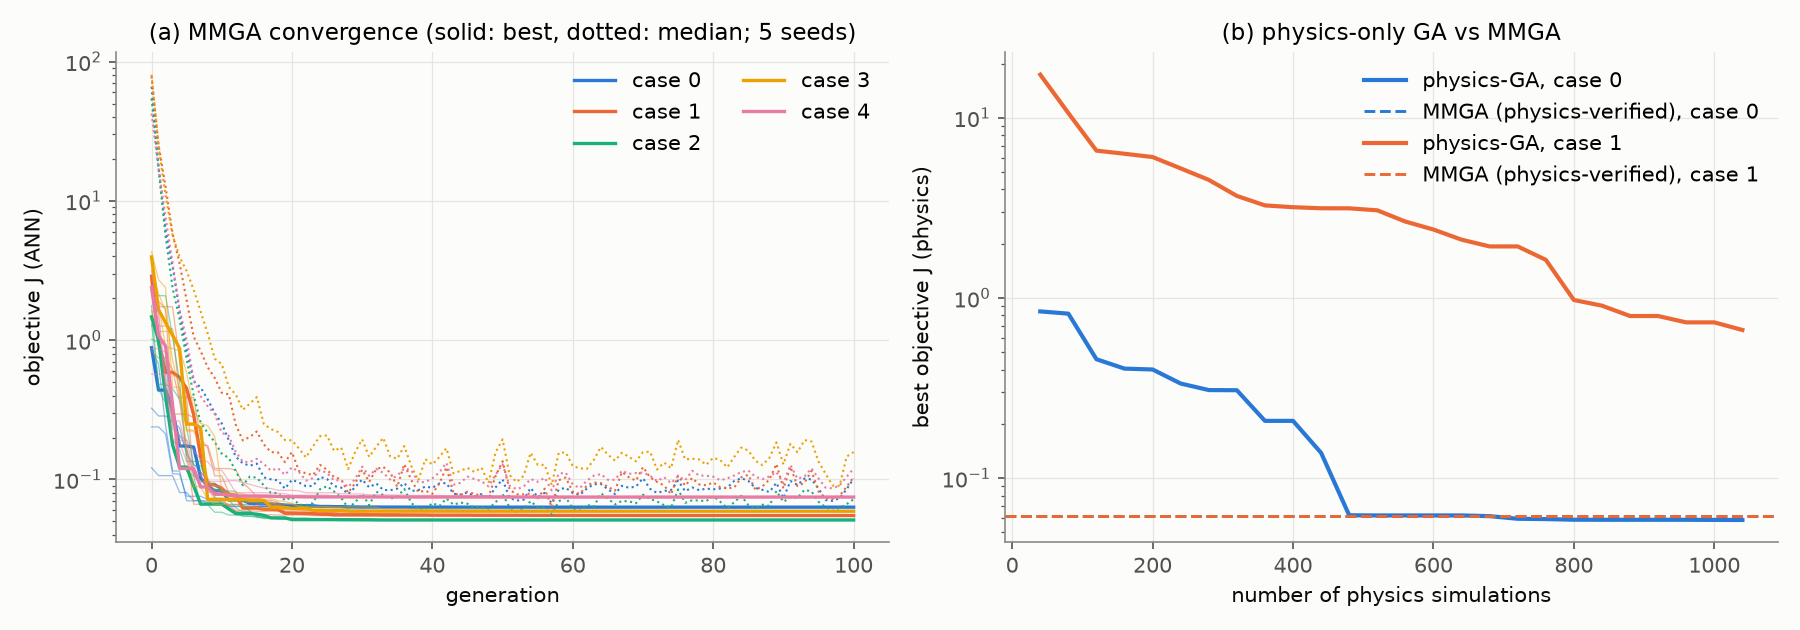 (a) MMGA convergence (solid: best, dotted: median; 5 seeds)
objective J (ANN)
10²
10¹
10⁰
10⁻¹
case 0
case 1
case 2
case 3
case 4
0 20 40 60 80 100
generation
(b) physics-only GA vs MMGA
best objective J (physics)
10¹
10⁰
10⁻¹
physics-GA, case 0
MMGA (physics-verified), case 0
physics-GA, case 1
MMGA (physics-verified), case 1
0 200 400 600 800 1000
number of physics simulations